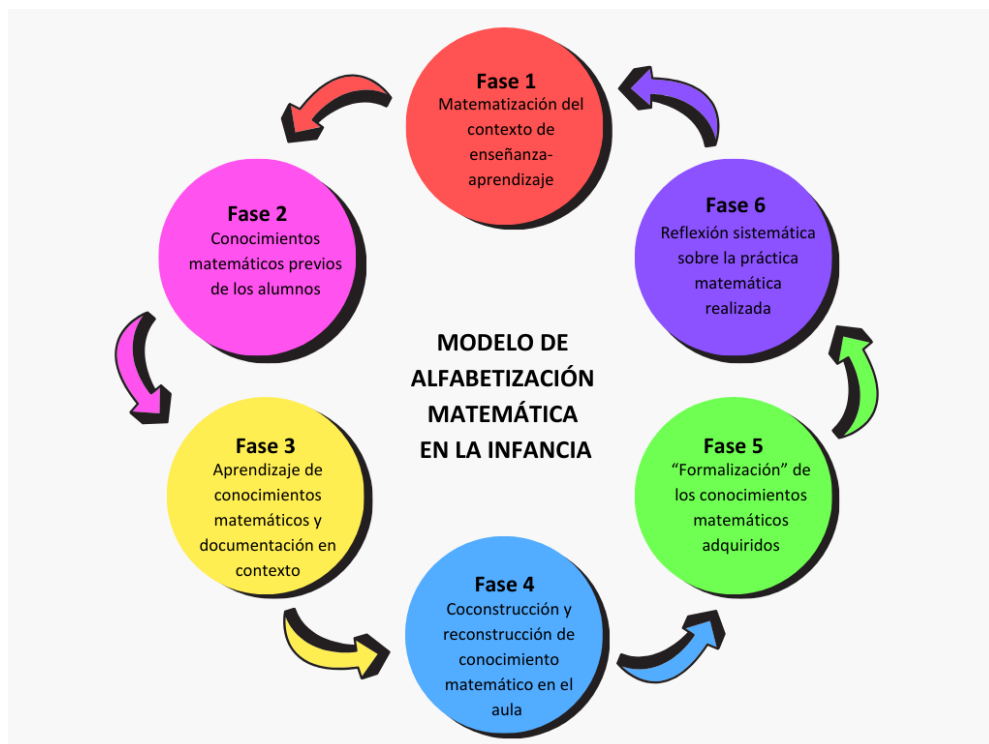 Fase 1
Matematización del
contexto de
enseñanza-
aprendizaje
Fase 2
Conocimientos
matemáticos previos
de los alumnos
Fase 3
Aprendizaje de
conocimientos
matemáticos y
documentación en
contexto
Fase 4
Coconstrucción y
reconstrucción de
conocimiento
matemático en el
aula
Fase 5
“Formalización” de
los conocimientos
matemáticos
adquiridos
Fase 6
Reflexión sistemática
sobre la práctica
matemática
realizada
MODELO DE
ALFABETIZACIÓN
MATEMÁTICA
EN LA INFANCIA